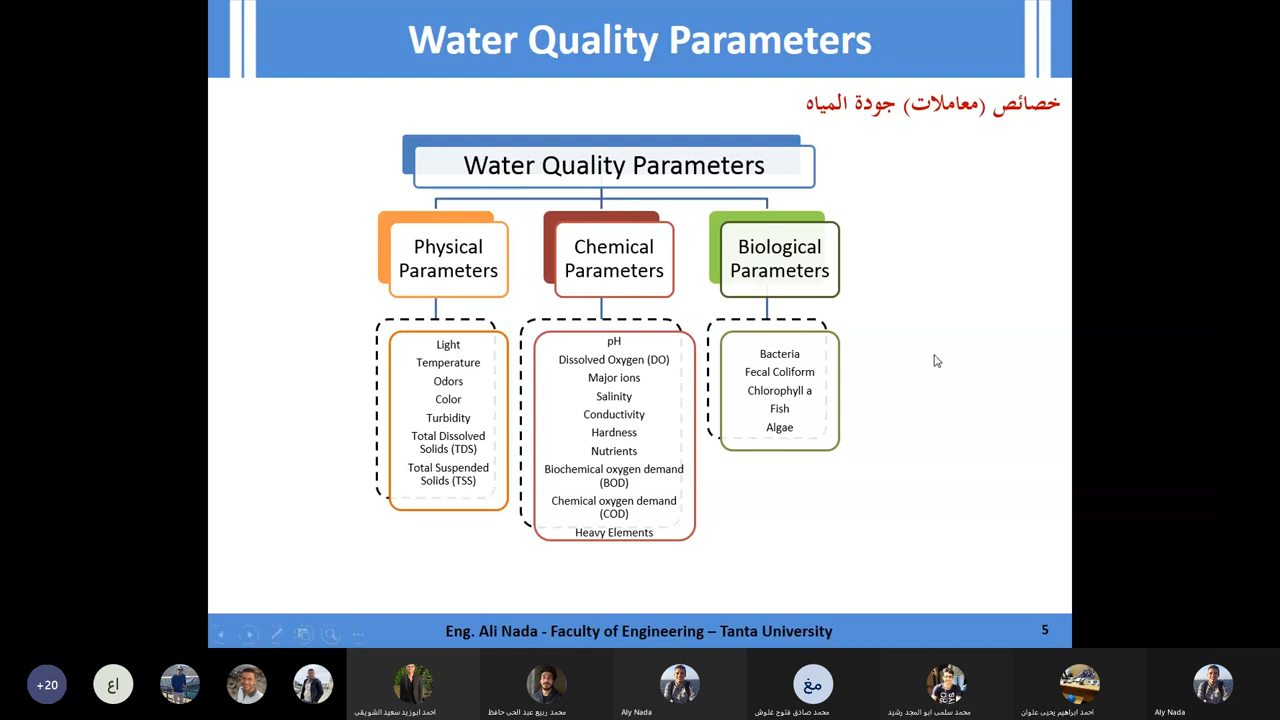 Water Quality Parameters
خصائص (معاملات) جودة المياه
Water Quality Parameters
Physical
Parameters
Chemical
Parameters
Biological
Parameters
Light
Temperature
Odors
Color
Turbidity
Total Dissolved
Solids (TDS)
Total Suspended
Solids (TSS)
pH
Dissolved Oxygen (DO)
Major ions
Salinity
Conductivity
Hardness
Nutrients
Biochemical oxygen demand
(BOD)
Chemical oxygen demand
(COD)
Heavy Elements
Bacteria
Fecal Coliform
Chlorophyll a
Fish
Algae
Eng. Ali Nada - Faculty of Engineering – Tanta University
5
+20
اع
احمد ابوزيد سعيد الشويقى
محمد ربيع عبد الحى حافظ
Aly Nada
مغ
محمد صادق فتوح غلوش
محمد سلمى ابو المجد رشيد
احمد ابراهيم يحيى علوان
Aly Nada